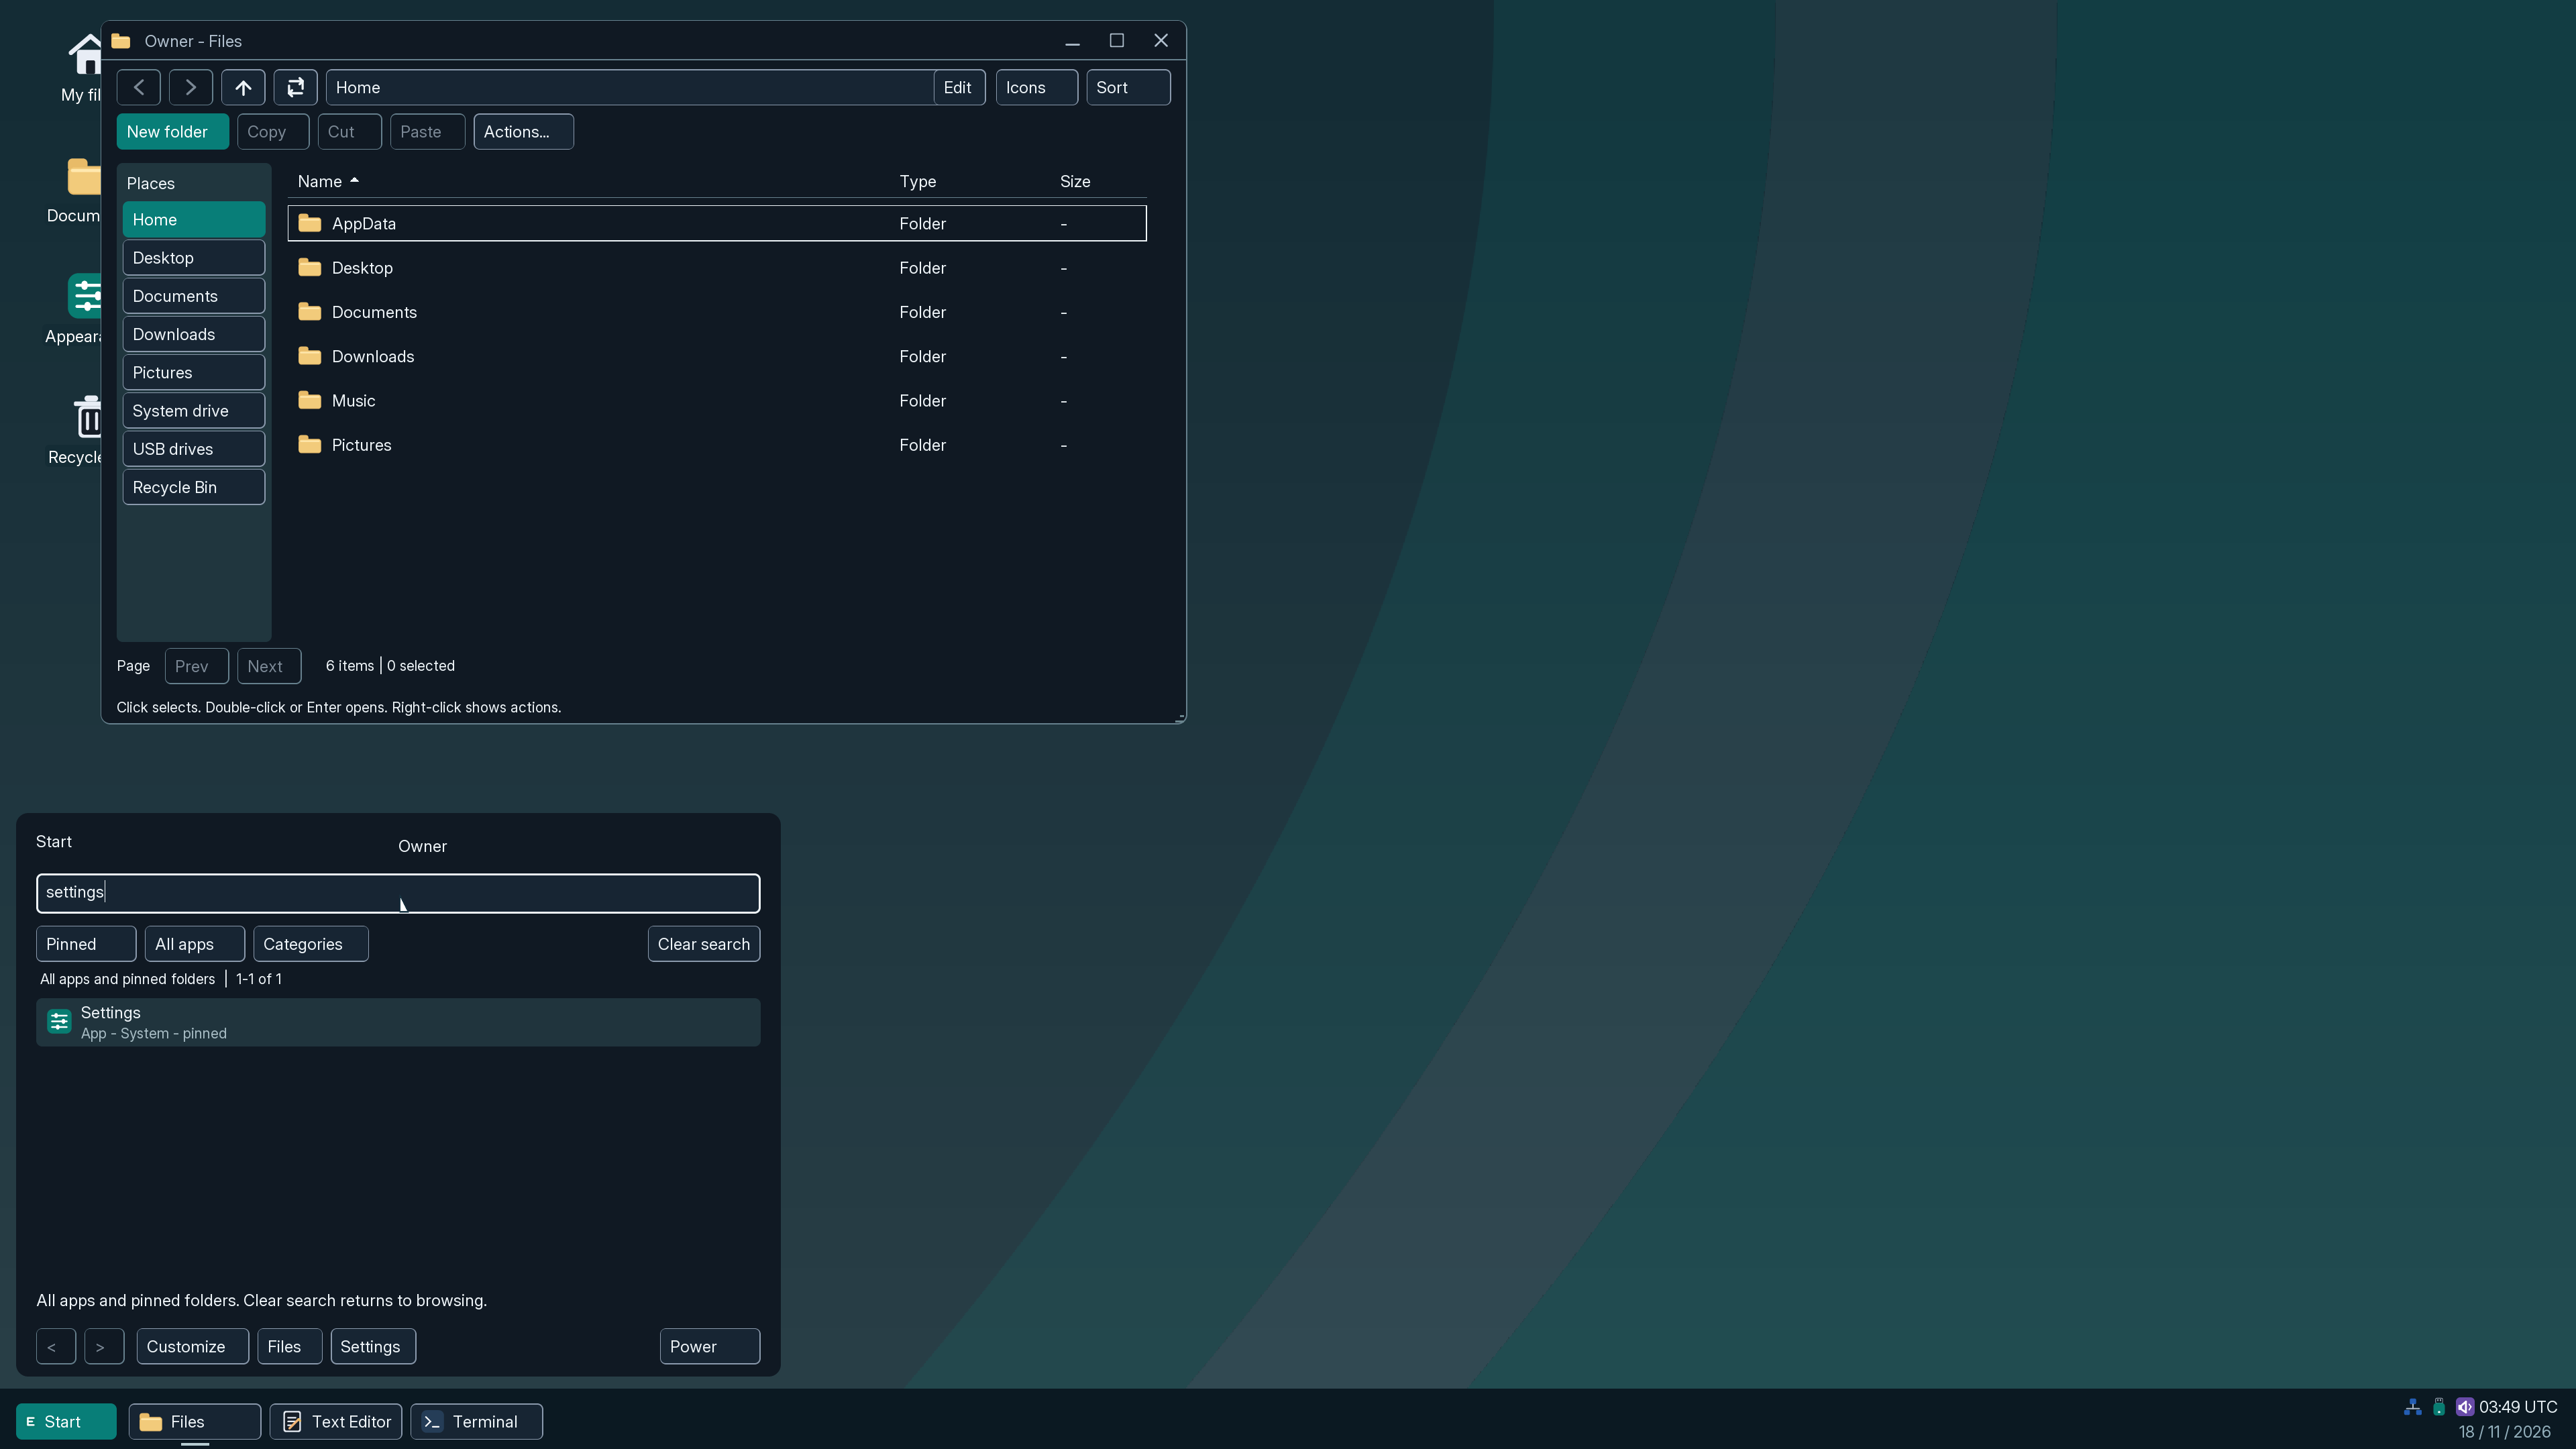 Owner - Files
Home
Edit
Icons
Sort
New folder
Copy
Cut
Paste
Actions...
Places
Home
Desktop
Documents
Downloads
Pictures
System drive
USB drives
Recycle Bin
Name Type Size
AppData Folder -
Desktop Folder -
Documents Folder -
Downloads Folder -
Music Folder -
Pictures Folder -
Page Prev Next 6 items | 0 selected
Click selects. Double-click or Enter opens. Right-click shows actions.
My fil
Docum
Appeara
Recycle
Start
Owner
settings
Pinned
All apps
Categories
Clear search
All apps and pinned folders | 1-1 of 1
Settings
App - System - pinned
All apps and pinned folders. Clear search returns to browsing.
< > Customize Files Settings Power
E Start Files Text Editor >_ Terminal
03:49 UTC
18 / 11 / 2026